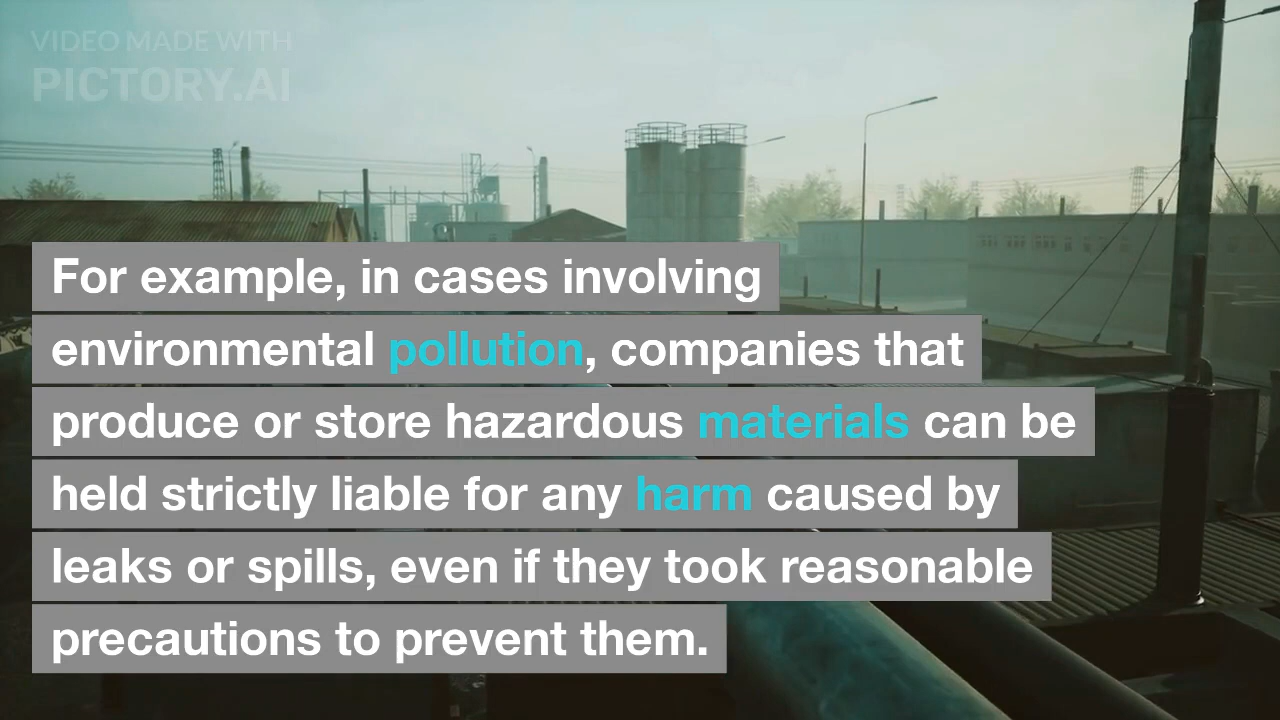 VIDEO MADE WITH
PICTORY.AI
For example, in cases involving
environmental pollution, companies that
produce or store hazardous materials can be
held strictly liable for any harm caused by
leaks or spills, even if they took reasonable
precautions to prevent them.